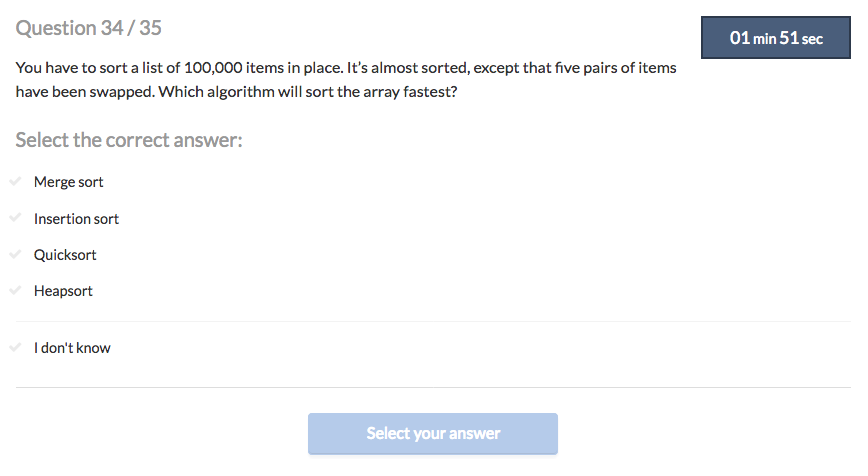 Question 34 / 35
01 min 51 sec
You have to sort a list of 100,000 items in place. It's almost sorted, except that five pairs of items
have been swapped. Which algorithm will sort the array fastest?
Select the correct answer:
Merge sort
Insertion sort
Quicksort
Heapsort
I don't know
Select your answer